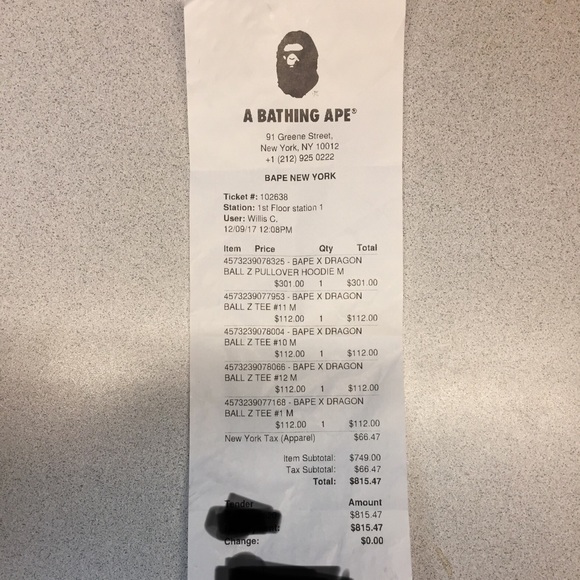 A BATHING APE®
91 Greene Street,
New York, NY 10012
+1 (212) 925 0222
BAPE NEW YORK
Ticket #: 102638
Station: 1st Floor station 1
User: Willis C.
12/09/17 12:08PM
Item Price Qty Total
4573239078325 - BAPE X DRAGON
BALL Z PULLOVER HOODIE M
$301.00 1 $301.00
4573239077953 - BAPE X DRAGON
BALL Z TEE #11 M
$112.00 1 $112.00
4573239078004 - BAPE X DRAGON
BALL Z TEE #10 M
$112.00 1 $112.00
4573239078066 - BAPE X DRAGON
BALL Z TEE #12 M
$112.00 1 $112.00
4573239077168 - BAPE X DRAGON
BALL Z TEE #1 M
$112.00 1 $112.00
New York Tax (Apparel) $66.47
Item Subtotal: $749.00
Tax Subtotal: $66.47
Total: $815.47
Tender Amount
$815.47
$815.47
Change: $0.00